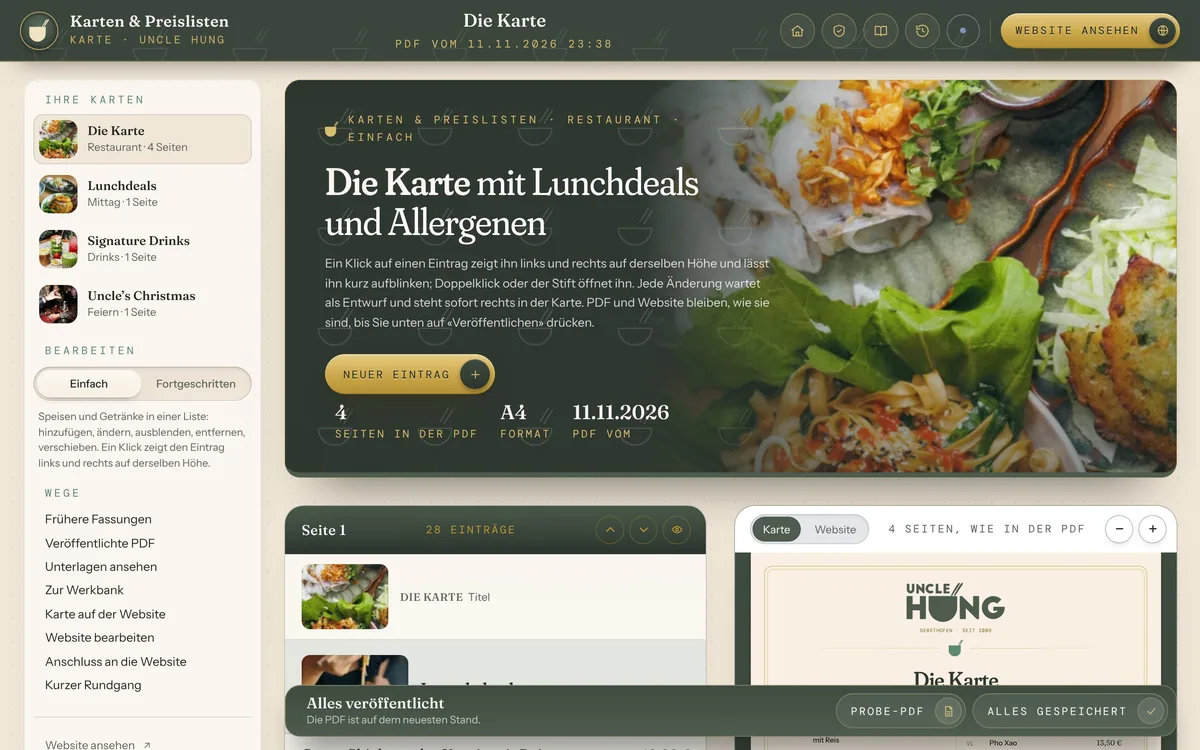 Karten & Preislisten
KARTE · UNCLE HUNG
Die Karte
PDF VOM 11.11.2026 23:38
WEBSITE ANSEHEN
IHRE KARTEN
Die Karte
Restaurant · 4 Seiten
Lunchdeals
Mittag · 1 Seite
Signature Drinks
Drinks · 1 Seite
Uncle’s Christmas
Feiern · 1 Seite
BEARBEITEN
Einfach
Fortgeschritten
Speisen und Getränke in einer Liste:
hinzufügen, ändern, ausblenden, entfernen,
verschieben. Ein Klick zeigt den Eintrag
links und rechts auf derselben Höhe.
WEGE
Frühere Fassungen
Veröffentlichte PDF
Unterlagen ansehen
Zur Werkbank
Karte auf der Website
Website bearbeiten
Anschluss an die Website
Kurzer Rundgang
Website ansehen ↗
KARTEN & PREISLISTEN · RESTAURANT ·
EINFACH
Die Karte mit Lunchdeals
und Allergenen
Ein Klick auf einen Eintrag zeigt ihn links und rechts auf derselben Höhe und lässt
ihn kurz aufblinken; Doppelklick oder der Stift öffnet ihn. Jede Änderung wartet
als Entwurf und steht sofort rechts in der Karte. PDF und Website bleiben, wie sie
sind, bis Sie unten auf «Veröffentlichen» drücken.
NEUER EINTRAG
4
SEITEN IN DER PDF
A4
FORMAT
11.11.2026
PDF VOM
Seite 1
28 EINTRÄGE
DIE KARTE Titel
Karte
Website
4 SEITEN, WIE IN DER PDF
UNCLE
HUNG
GERSTHOFEN · SEIT 2009
Die Karte
Alles veröffentlicht
Die PDF ist auf dem neuesten Stand.
PROBE-PDF
ALLES GESPEICHERT
mit Reis
V1 Pho Xao 13,50 €